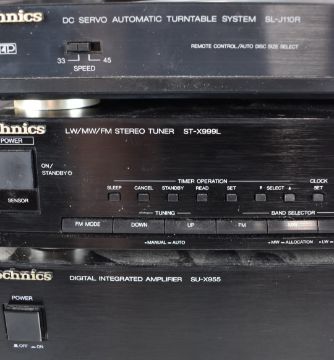 Technics
DC SERVO AUTOMATIC TURNTABLE SYSTEM SL-J110R
REMOTE CONTROL/AUTO DISC SIZE SELECT
33 45
SPEED
Technics
LW/MW/FM STEREO TUNER ST-X999L
POWER
ON/
STANDBY
SENSOR
TIMER OPERATION
CLOCK
SLEEP CANCEL STANDBY READ SET SELECT SET
TUNING
BAND SELECTOR
FM MODE DOWN UP FM MW
•MANUAL — AUTO
•MW – ALLOCATION •LW
Technics
DIGITAL INTEGRATED AMPLIFIER SU-X955
POWER
OFF ON